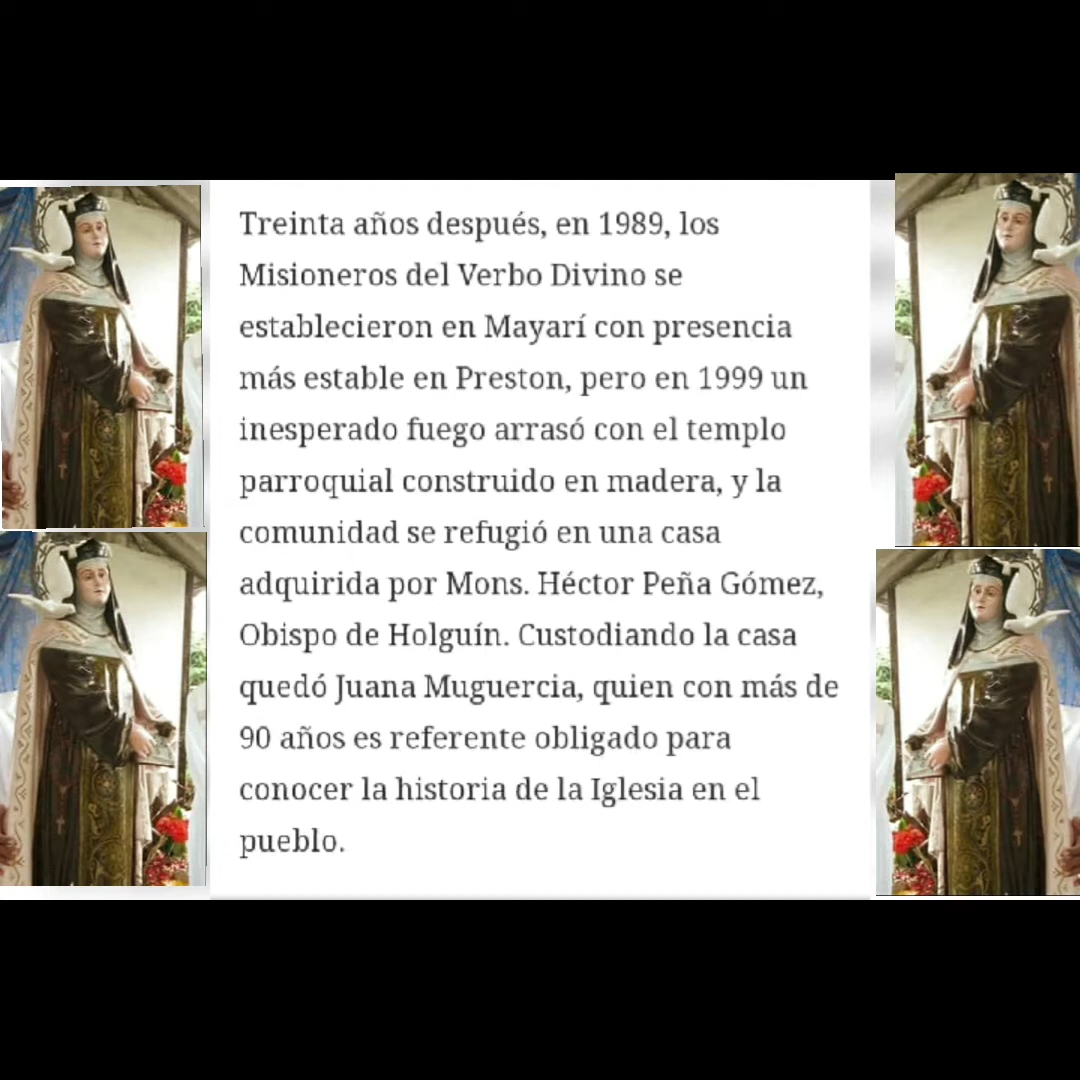 Treinta años después, en 1989, los
Misioneros del Verbo Divino se
establecieron en Mayarí con presencia
más estable en Preston, pero en 1999 un
inesperado fuego arrasó con el templo
parroquial construido en madera, y la
comunidad se refugió en una casa
adquirida por Mons. Héctor Peña Gómez,
Obispo de Holguín. Custodiando la casa
quedó Juana Muguercia, quien con más de
90 años es referente obligado para
conocer la historia de la Iglesia en el
pueblo.